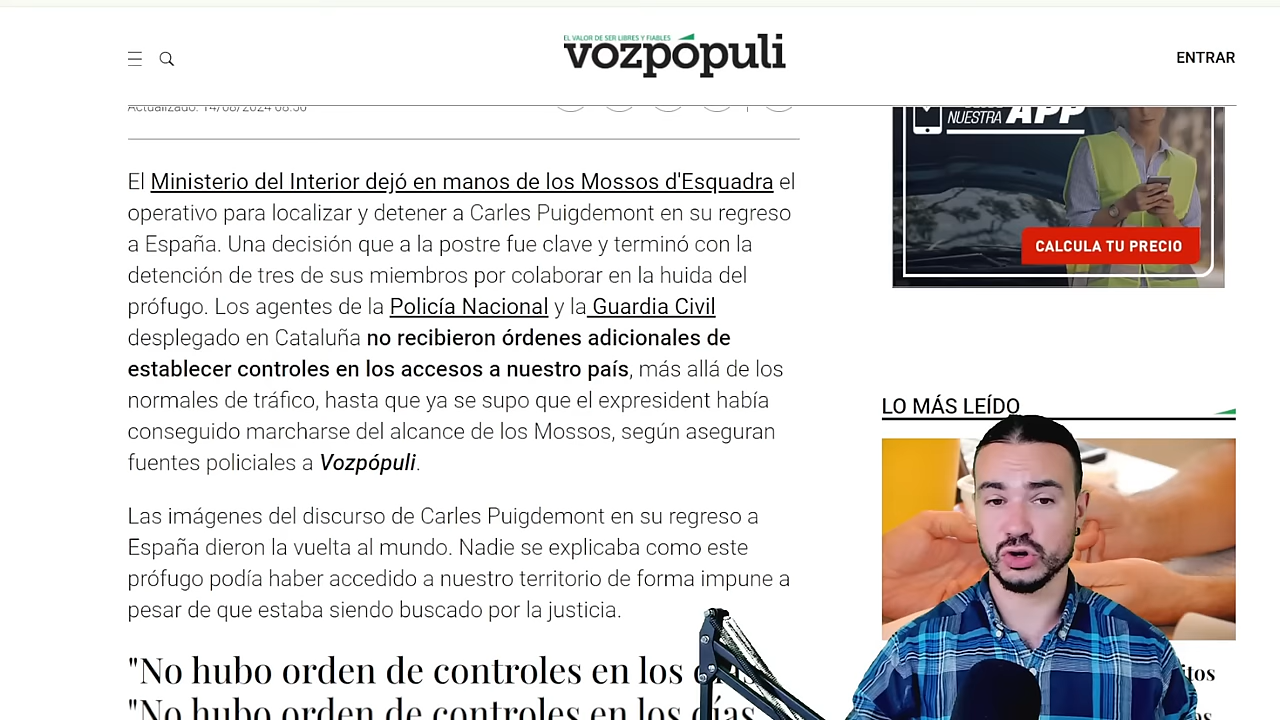 EL VALOR DE SER LIBRES Y FIABLES
vozpópuli
ENTRAR
Actualizado: 14/08/2024 08:30
NUESTRA APP
CALCULA TU PRECIO
El Ministerio del Interior dejó en manos de los Mossos d'Esquadra el
operativo para localizar y detener a Carles Puigdemont en su regreso
a España. Una decisión que a la postre fue clave y terminó con la
detención de tres de sus miembros por colaborar en la huida del
prófugo. Los agentes de la Policía Nacional y la Guardia Civil
desplegado en Cataluña no recibieron órdenes adicionales de
establecer controles en los accesos a nuestro país, más allá de los
normales de tráfico, hasta que ya se supo que el expresident había
conseguido marcharse del alcance de los Mossos, según aseguran
fuentes policiales a Vozpópuli.
Las imágenes del discurso de Carles Puigdemont en su regreso a
España dieron la vuelta al mundo. Nadie se explicaba como este
prófugo podía haber accedido a nuestro territorio de forma impune a
pesar de que estaba siendo buscado por la justicia.
"No hubo orden de controles en los días
"No hubo orden de controles en los días
LO MÁS LEÍDO